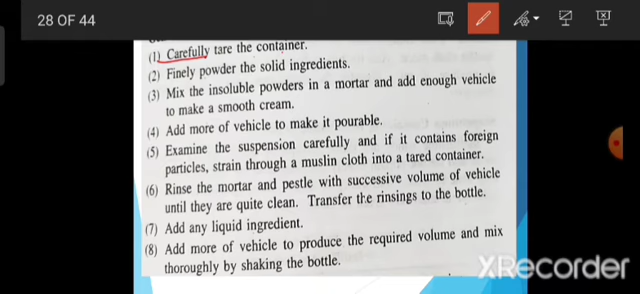 28 OF 44
(1) Carefully tare the container.
(2) Finely powder the solid ingredients.
(3) Mix the insoluble powders in a mortar and add enough vehicle
to make a smooth cream.
(4) Add more of vehicle to make it pourable.
(5) Examine the suspension carefully and if it contains foreign
particles, strain through a muslin cloth into a tared container.
(6) Rinse the mortar and pestle with successive volume of vehicle
until they are quite clean. Transfer the rinsings to the bottle.
(7) Add any liquid ingredient.
(8) Add more of vehicle to produce the required volume and mix
thoroughly by shaking the bottle.
XRecorder